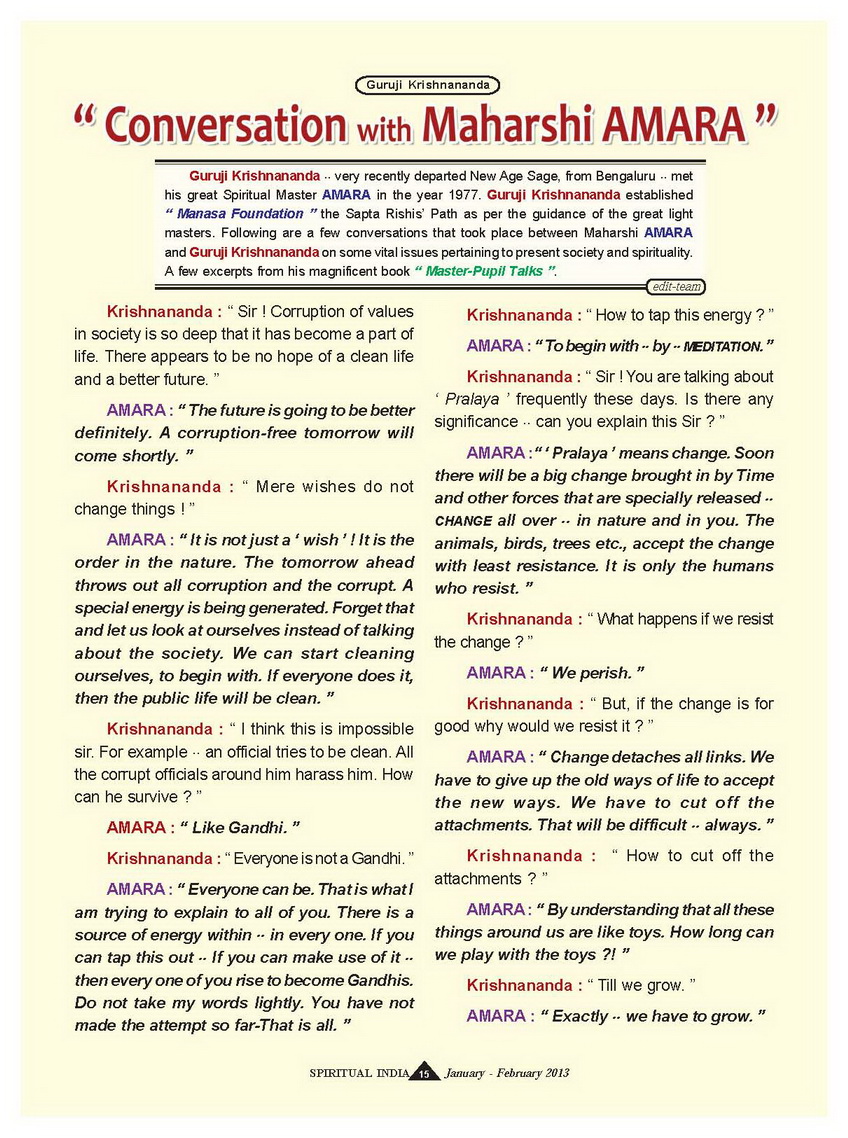 Guruji Krishnananda
“ Conversation with Maharshi AMARA ”
Guruji Krishnananda -- very recently departed New Age Sage, from Bengaluru -- met
his great Spiritual Master AMARA in the year 1977. Guruji Krishnananda established
“ Manasa Foundation ” the Sapta Rishis’ Path as per the guidance of the great light
masters. Following are a few conversations that took place between Maharshi AMARA
and Guruji Krishnananda on some vital issues pertaining to present society and spirituality.
A few excerpts from his magnificent book “ Master-Pupil Talks ”.
edit-team
Krishnananda : “ Sir ! Corruption of values
in society is so deep that it has become a part of
life. There appears to be no hope of a clean life
and a better future. ”
AMARA : “ The future is going to be better
definitely. A corruption-free tomorrow will
come shortly. ”
Krishnananda : “ Mere wishes do not
change things ! ”
AMARA : “ It is not just a ‘ wish ’ ! It is the
order in the nature. The tomorrow ahead
throws out all corruption and the corrupt. A
special energy is being generated. Forget that
and let us look at ourselves instead of talking
about the society. We can start cleaning
ourselves, to begin with. If everyone does it,
then the public life will be clean. ”
Krishnananda : “ I think this is impossible
sir. For example -- an official tries to be clean. All
the corrupt officials around him harass him. How
can he survive ? ”
AMARA : “ Like Gandhi. ”
Krishnananda : “ Everyone is not a Gandhi. ”
AMARA : “ Everyone can be. That is what I
am trying to explain to all of you. There is a
source of energy within -- in every one. If you
can tap this out -- If you can make use of it --
then every one of you rise to become Gandhis.
Do not take my words lightly. You have not
made the attempt so far-That is all. ”
Krishnananda : “ How to tap this energy ? ”
AMARA : “ To begin with -- by -- MEDITATION. ”
Krishnananda : “ Sir ! You are talking about
‘ Pralaya ’ frequently these days. Is there any
significance -- can you explain this Sir ? ”
AMARA : “ ‘ Pralaya ’ means change. Soon
there will be a big change brought in by Time
and other forces that are specially released --
CHANGE all over -- in nature and in you. The
animals, birds, trees etc., accept the change
with least resistance. It is only the humans
who resist. ”
Krishnananda : “ What happens if we resist
the change ? ”
AMARA : “ We perish. ”
Krishnananda : “ But, if the change is for
good why would we resist it ? ”
AMARA : “ Change detaches all links. We
have to give up the old ways of life to accept
the new ways. We have to cut off the
attachments. That will be difficult -- always. ”
Krishnananda : “ How to cut off the
attachments ? ”
AMARA : “ By understanding that all these
things around us are like toys. How long can
we play with the toys ?! ”
Krishnananda : “ Till we grow. ”
AMARA : “ Exactly -- we have to grow. ”
SPIRITUAL INDIA 15 January - February 2013